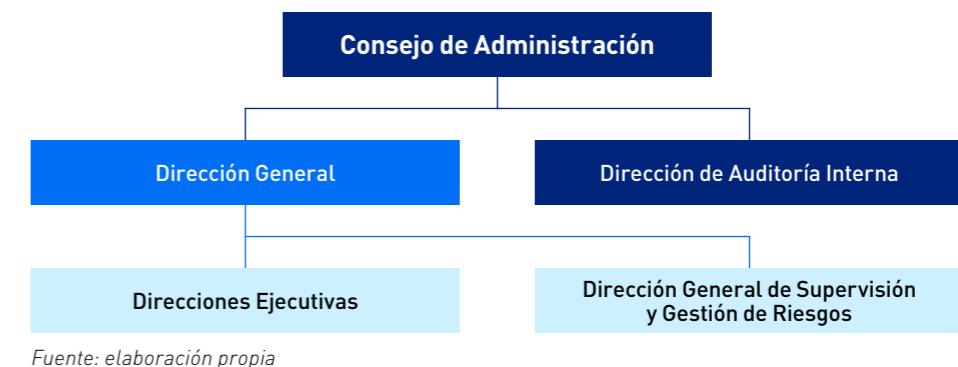 Consejo de Administración
Dirección General
Dirección de Auditoría Interna
Direcciones Ejecutivas
Dirección General de Supervisión
y Gestión de Riesgos
Fuente: elaboración propia